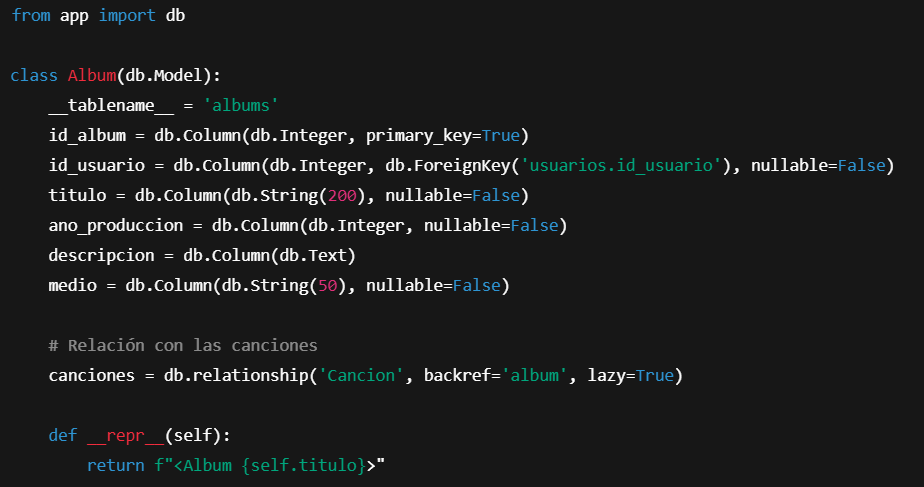 from app import db
class Album(db.Model):
    __tablename__ = 'albums'
    id_album = db.Column(db.Integer, primary_key=True)
    id_usuario = db.Column(db.Integer, db.ForeignKey('usuarios.id_usuario'), nullable=False)
    titulo = db.Column(db.String(200), nullable=False)
    ano_produccion = db.Column(db.Integer, nullable=False)
    descripcion = db.Column(db.Text)
    medio = db.Column(db.String(50), nullable=False)
    # Relación con las canciones
    canciones = db.relationship('Cancion', backref='album', lazy=True)
    def __repr__(self):
        return f"<Album {self.titulo}>"